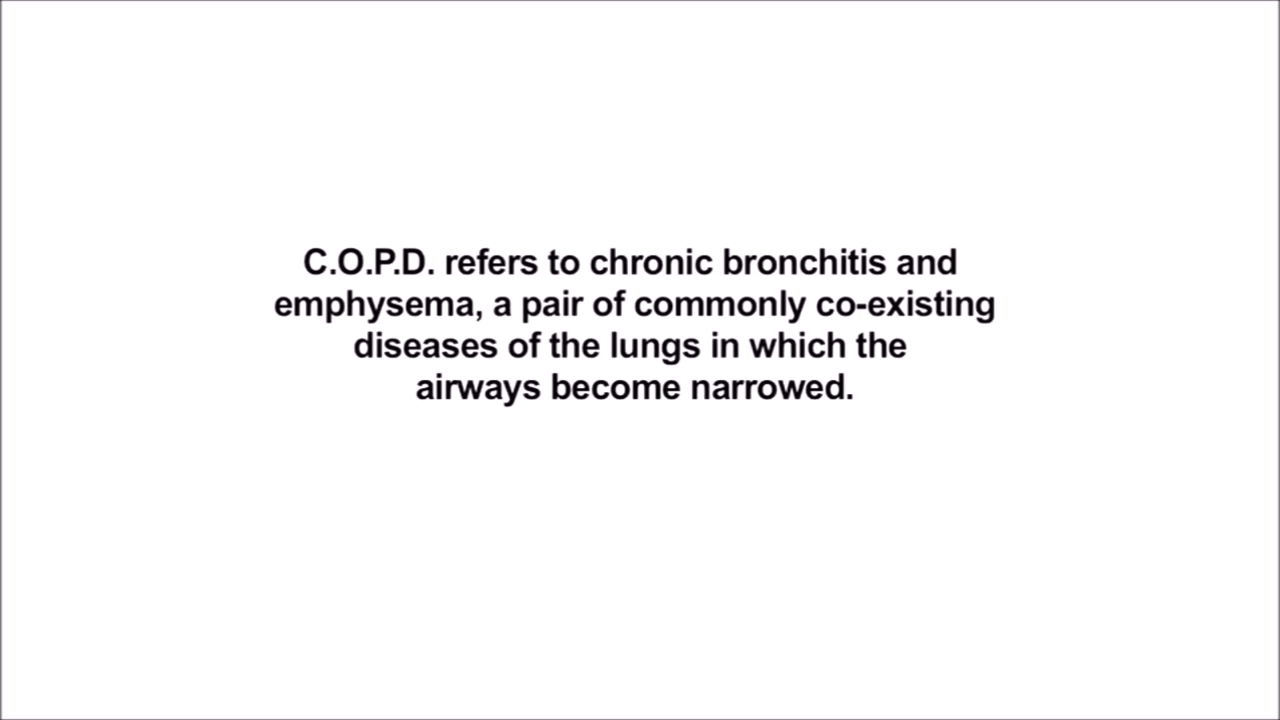 C.O.P.D. refers to chronic bronchitis and
emphysema, a pair of commonly co-existing
diseases of the lungs in which the
airways become narrowed.